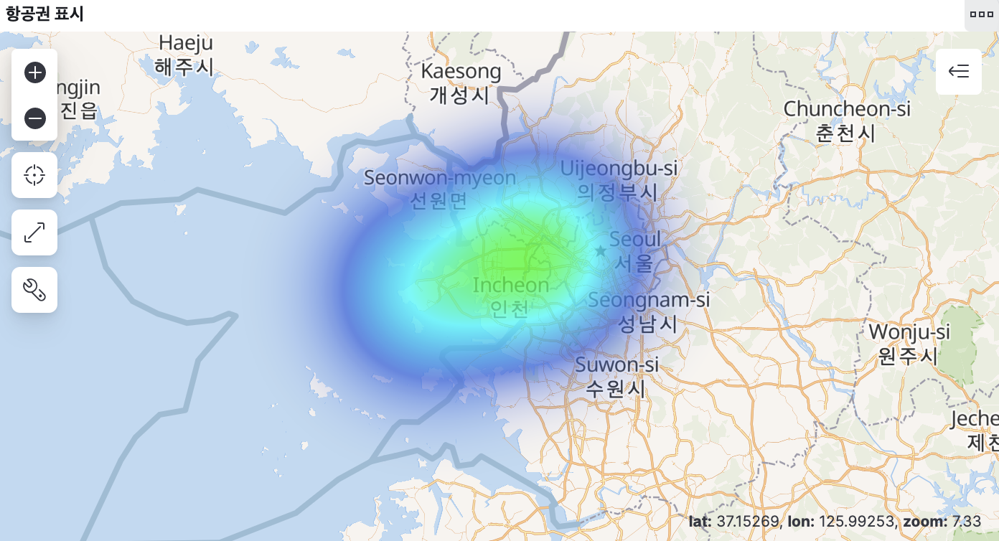 항공권 표시
Haeju
해주시
ngjin
진읍
Kaesong
개성시
Chuncheon-si
춘천시
Seonwon-myeon
선원면
Uijeongbu-si
의정부시
Seoul
서울
Incheon
인천
Seongnam-si
성남시
Wonju-si
원주시
Suwon-si
수원시
Jeche
제천
lat: 37.15269, lon: 125.99253, zoom: 7.33